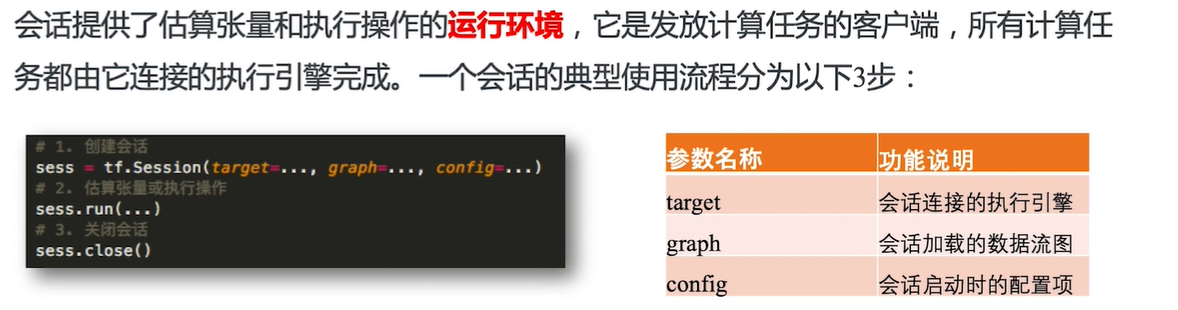 会话提供了估算张量和执行操作的运行环境，它是发放计算任务的客户端，所有计算任
务都由它连接的执行引擎完成。一个会话的典型使用流程分为以下3步：
# 1. 创建会话
sess = tf.Session(target=..., graph=..., config=...)
# 2. 估算张量或执行操作
sess.run(...)
# 3. 关闭会话
sess.close()
参数名称 功能说明
target 会话连接的执行引擎
graph 会话加载的数据流图
config 会话启动时的配置项